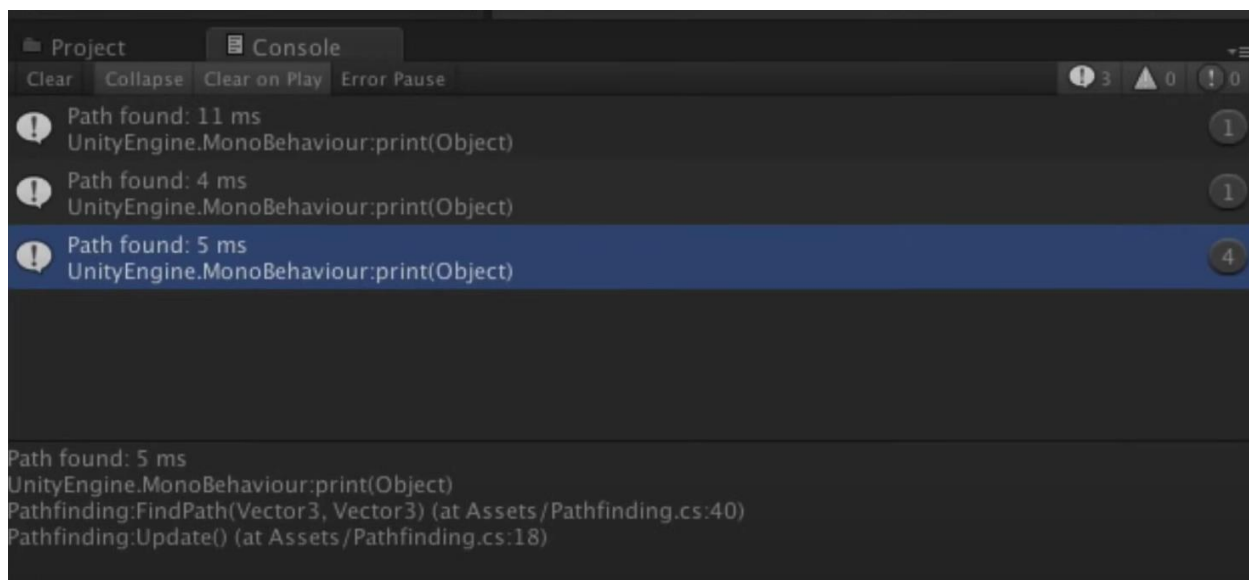 Project Console
Clear Collapse Clear on Play Error Pause 3 0 0
Path found: 11 ms
UnityEngine.MonoBehaviour:print(Object)
1
Path found: 4 ms
UnityEngine.MonoBehaviour:print(Object)
1
Path found: 5 ms
UnityEngine.MonoBehaviour:print(Object)
4
Path found: 5 ms
UnityEngine.MonoBehaviour:print(Object)
Pathfinding:FindPath(Vector3, Vector3) (at Assets/Pathfinding.cs:40)
Pathfinding:Update() (at Assets/Pathfinding.cs:18)